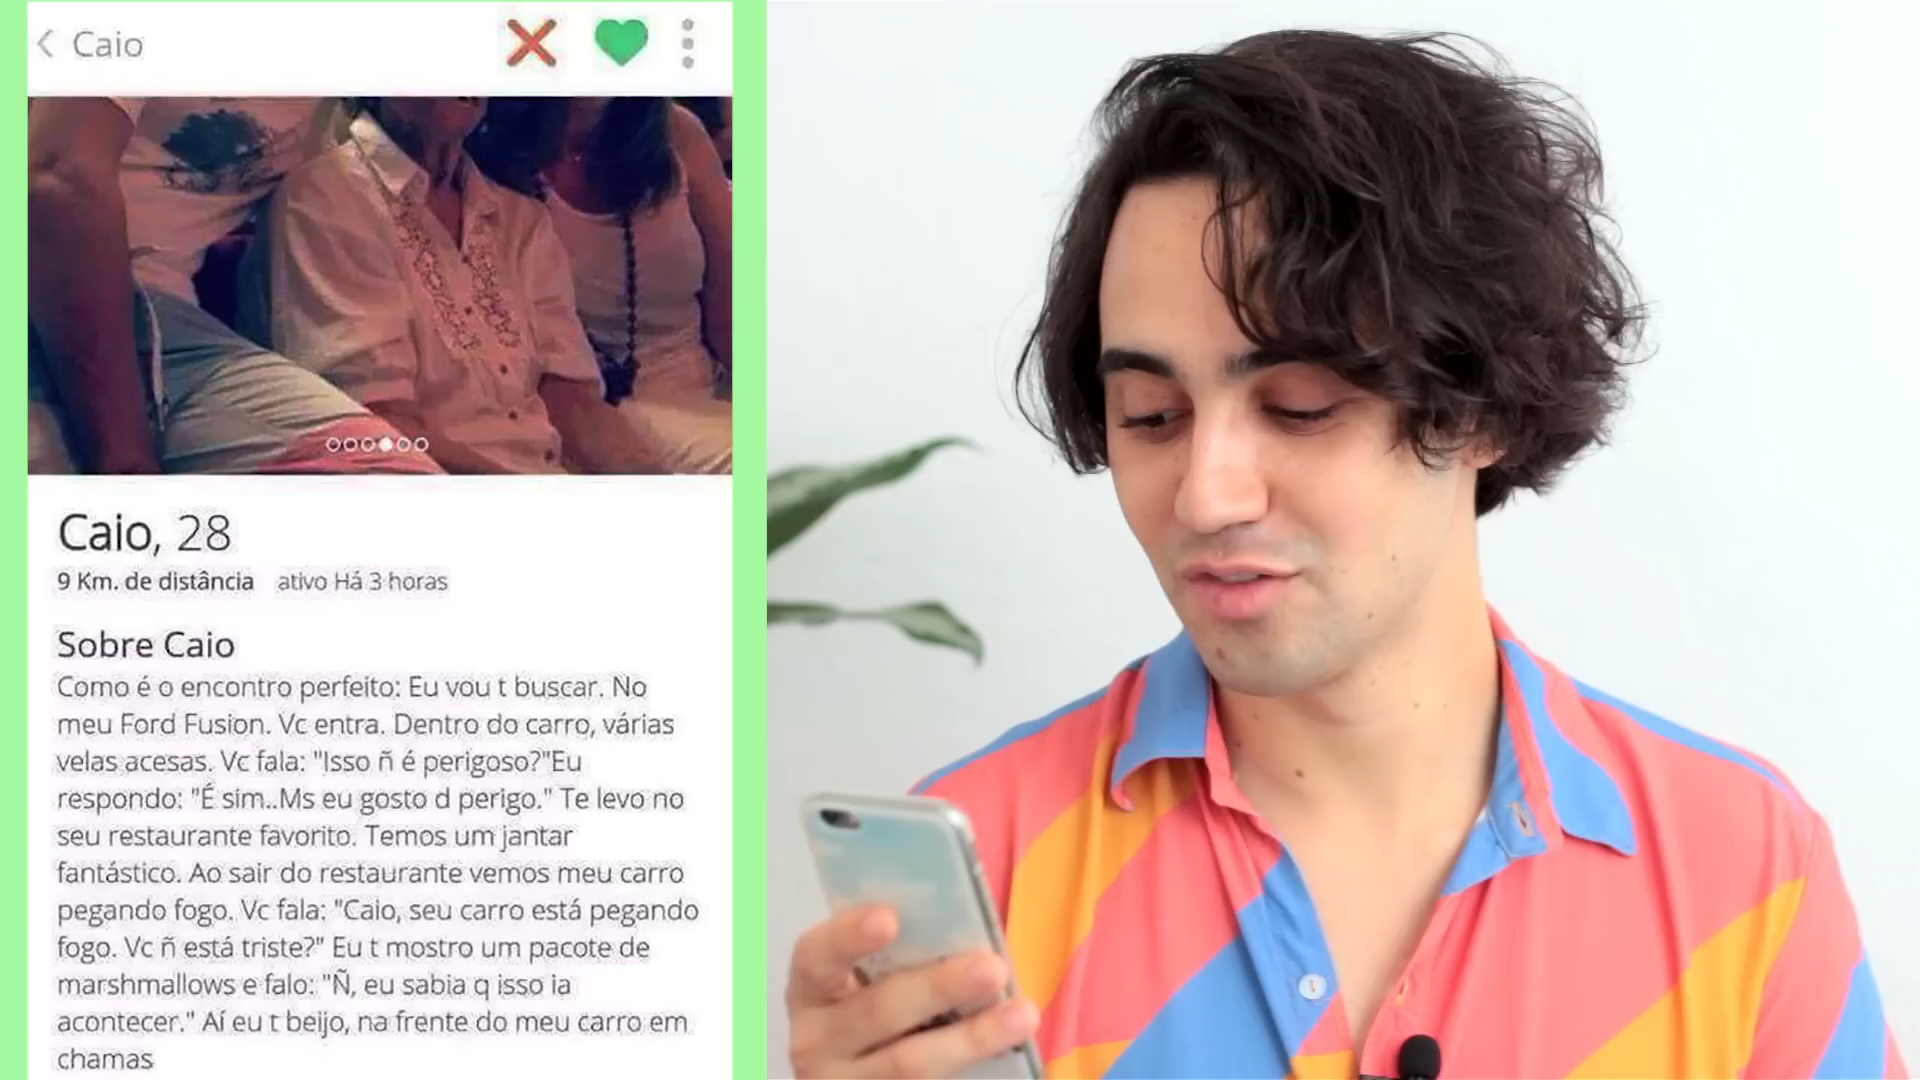 Caio
Caio, 28
9 Km. de distância ativo Há 3 horas
Sobre Caio
Como é o encontro perfeito: Eu vou t buscar. No
meu Ford Fusion. Vc entra. Dentro do carro, várias
velas acesas. Vc fala: "Isso ñ é perigoso?"Eu
respondo: "É sim..Ms eu gosto d perigo." Te levo no
seu restaurante favorito. Temos um jantar
fantástico. Ao sair do restaurante vemos meu carro
pegando fogo. Vc fala: "Caio, seu carro está pegando
fogo. Vc ñ está triste?" Eu t mostro um pacote de
marshmallows e falo: "Ñ, eu sabia q isso ia
acontecer." Aí eu t beijo, na frente do meu carro em
chamas